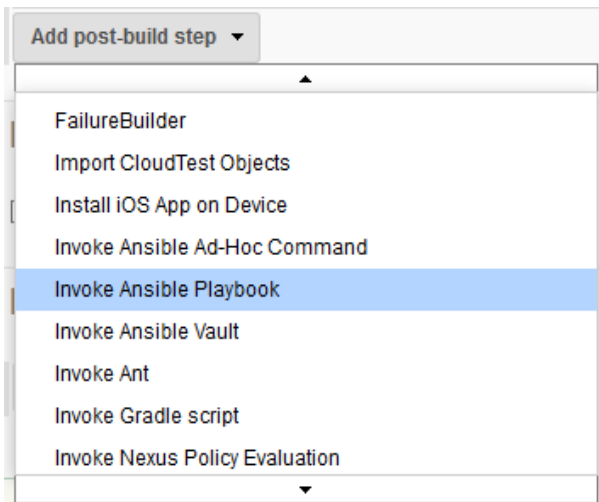 Add post-build step
FailureBuilder
Import CloudTest Objects
Install iOS App on Device
Invoke Ansible Ad-Hoc Command
Invoke Ansible Playbook
Invoke Ansible Vault
Invoke Ant
Invoke Gradle script
Invoke Nexus Policy Evaluation